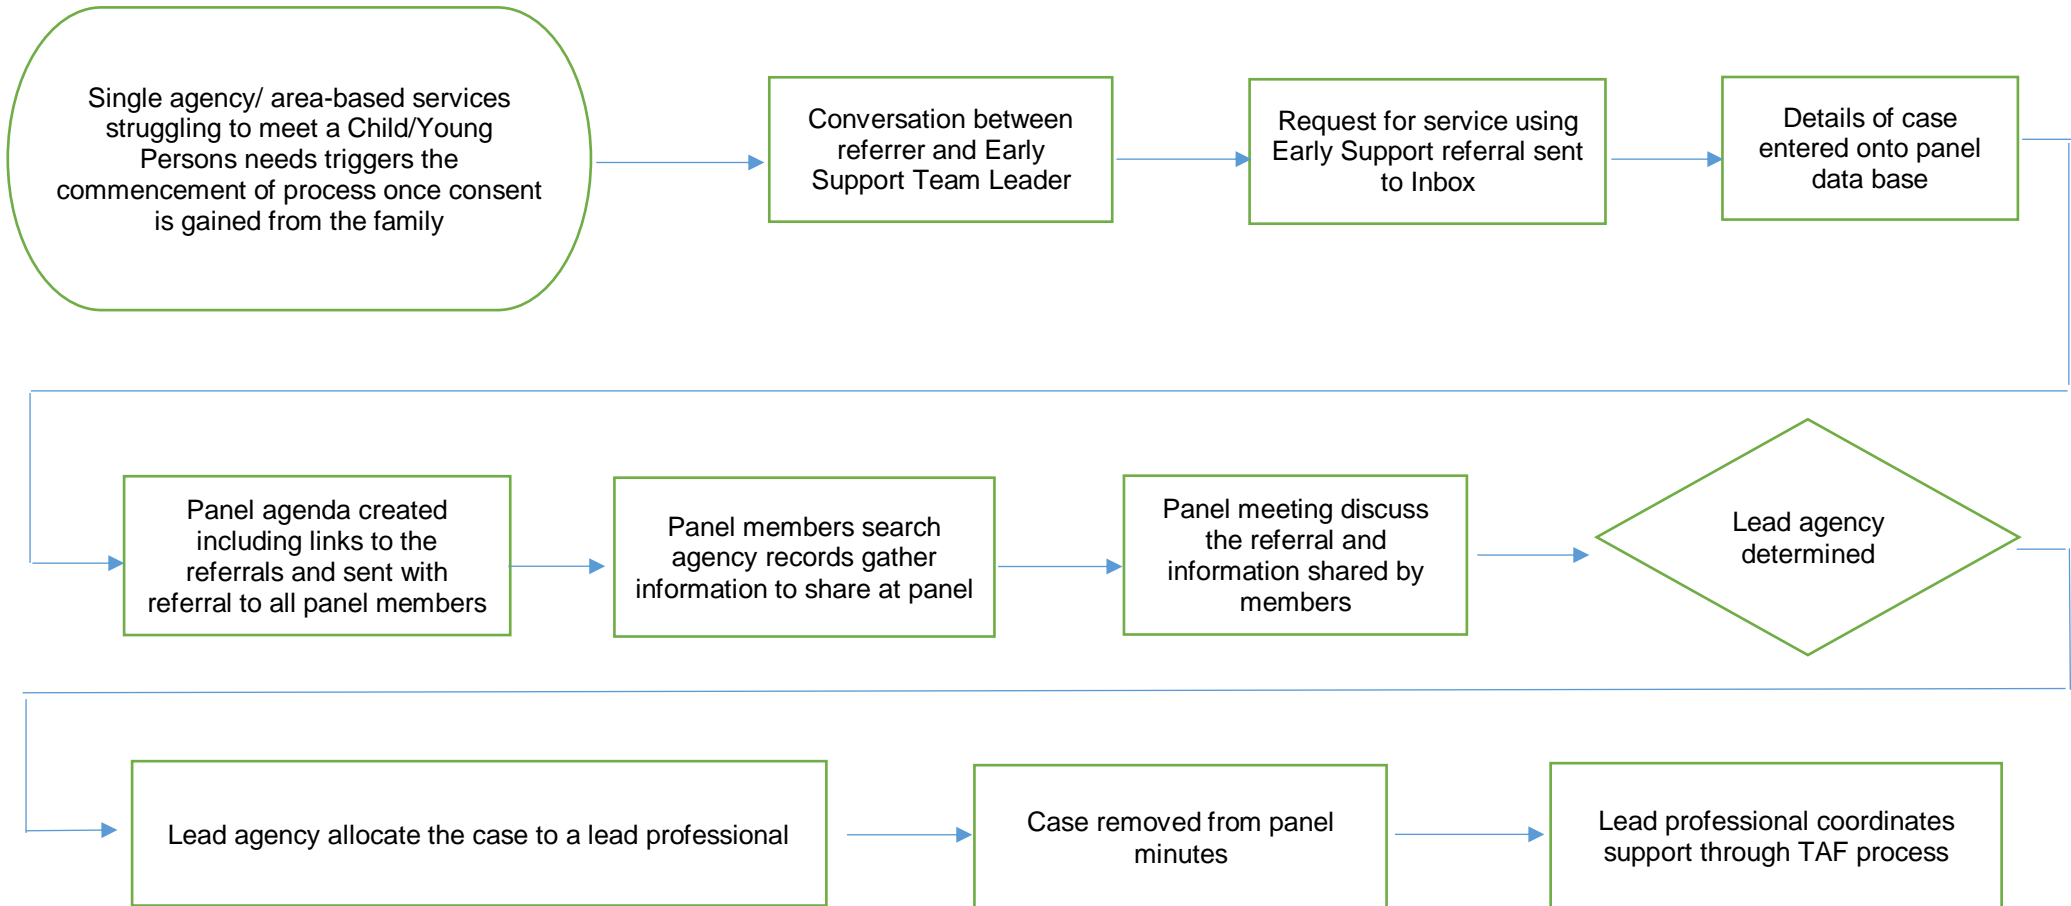 Single agency/ area-based services
struggling to meet a Child/Young
Persons needs triggers the
commencement of process once consent
is gained from the family
Conversation between
referrer and Early
Support Team Leader
Request for service using
Early Support referral sent
to Inbox
Details of case
entered onto panel
data base
Panel agenda created
including links to the
referrals and sent with
referral to all panel members
Panel members search
agency records gather
information to share at panel
Panel meeting discuss
the referral and
information shared by
members
Lead agency
determined
Lead agency allocate the case to a lead professional
Case removed from panel
minutes
Lead professional coordinates
support through TAF process